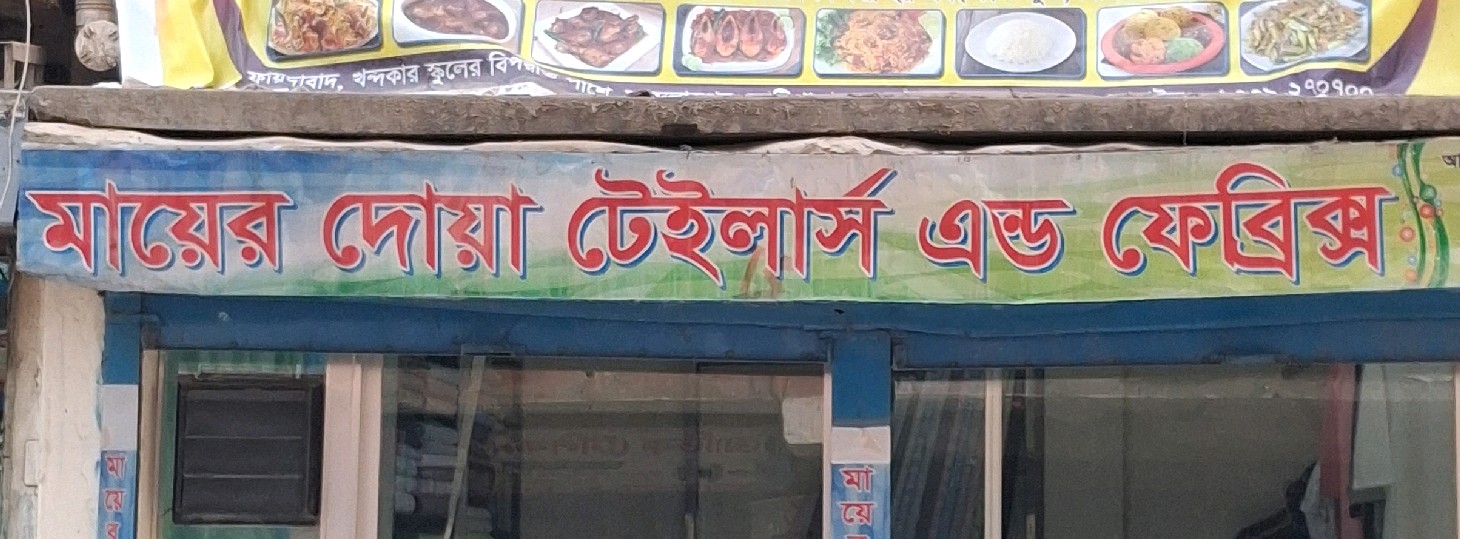 ফায়দাবাদ, খন্দকার স্কুলের বিপরীত পাশে
মায়ের দোয়া টেইলার্স এন্ড ফেব্রিক্স
মা
য়ে
র
মা
য়ে